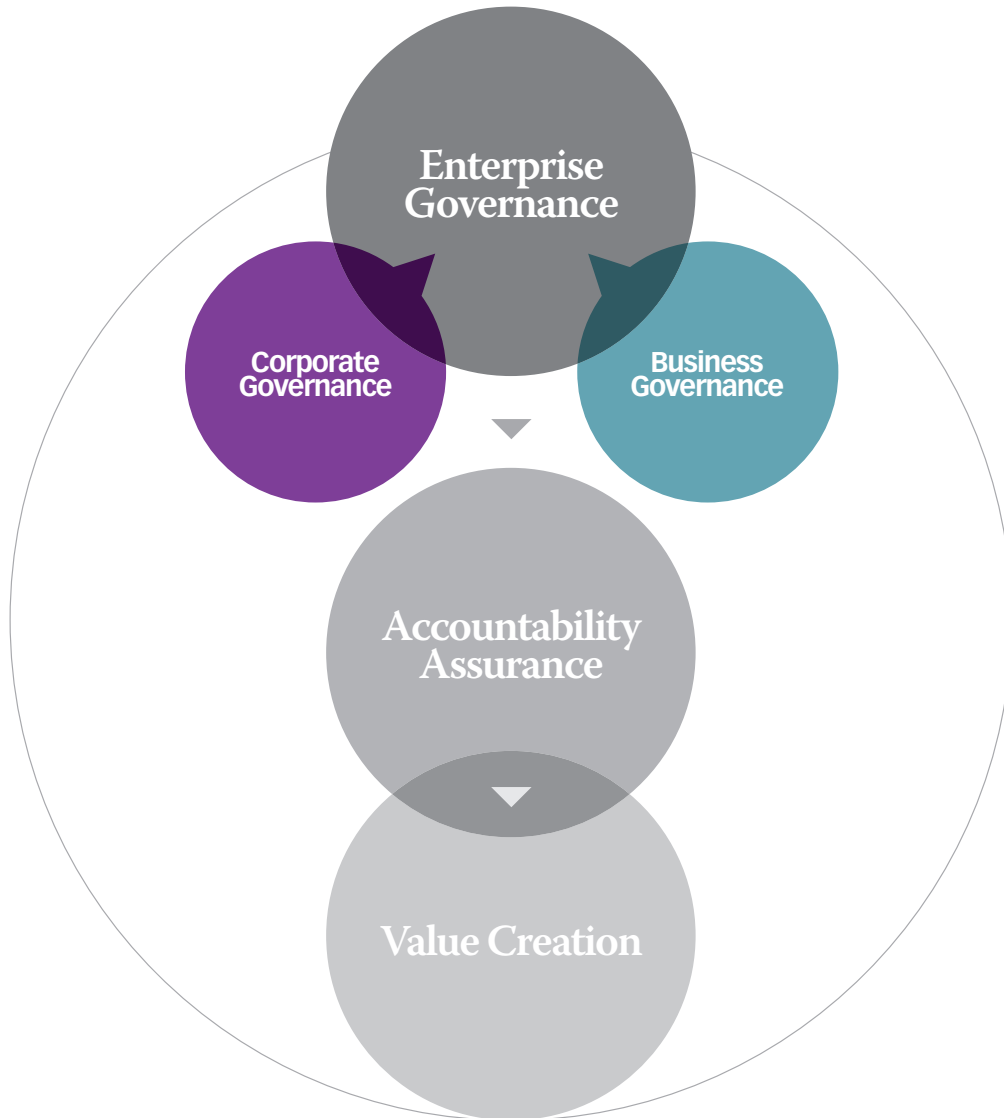 Enterprise
Governance
Corporate
Governance
Business
Governance
Accountability
Assurance
Value Creation